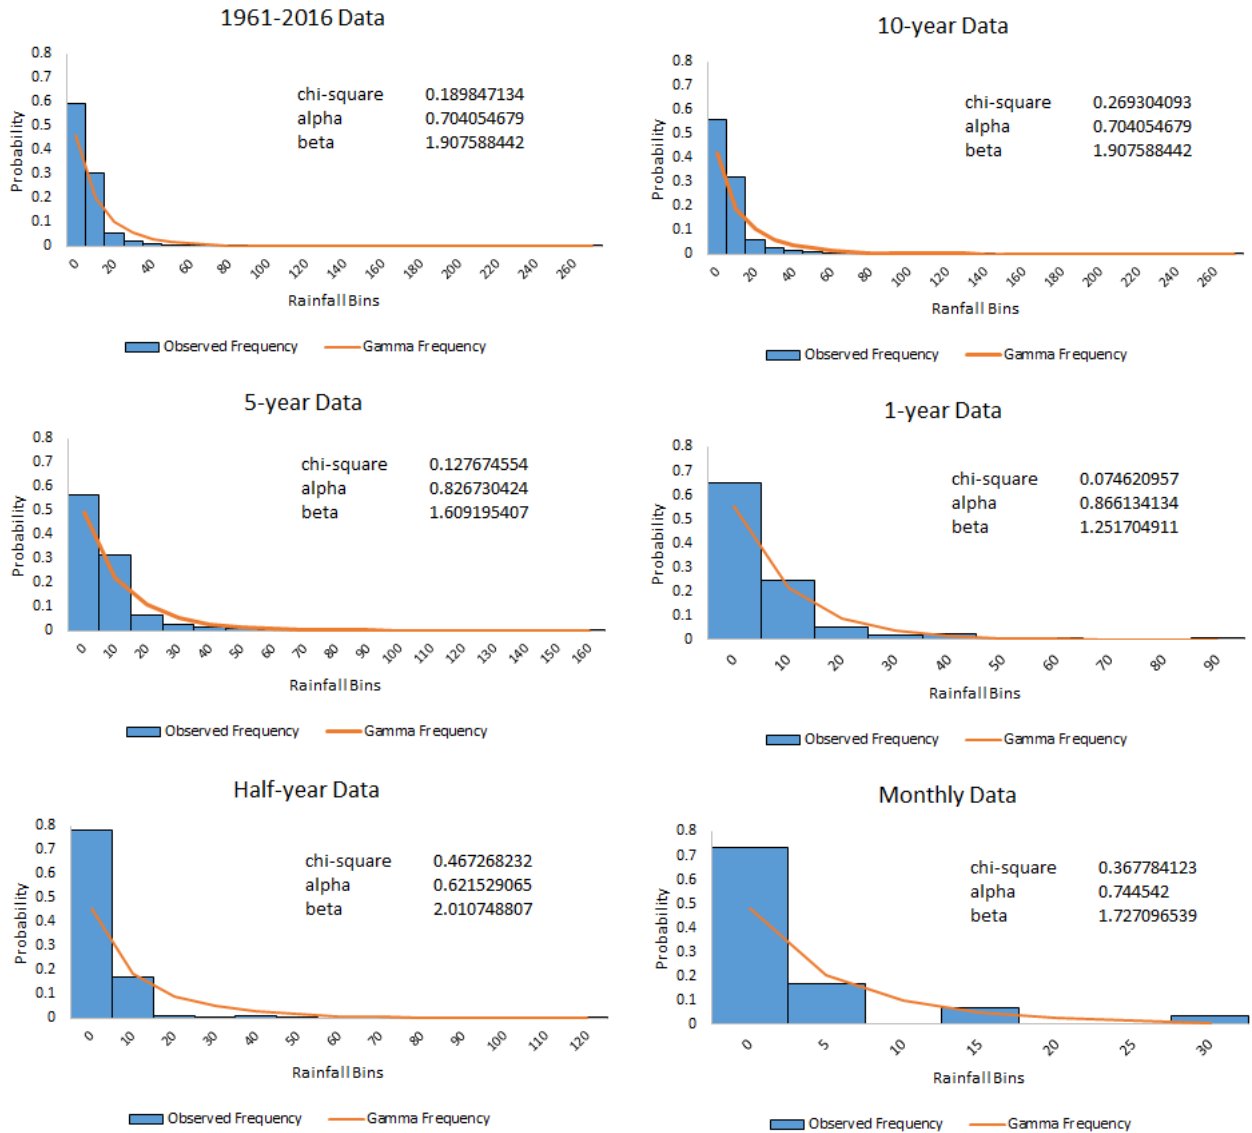 1961-2016 Data
0.8
0.7
0.6
0.5
0.4
0.3
0.2
0.1
0
Probability
chi-square 0.189847134
alpha 0.704054679
beta 1.907588442
0 20 40 60 80 100 120 140 160 180 200 220 240 260
Rainfall Bins
Observed Frequency Gamma Frequency
10-year Data
0.8
0.7
0.6
0.5
0.4
0.3
0.2
0.1
0
Probability
chi-square 0.269304093
alpha 0.704054679
beta 1.907588442
0 20 40 60 80 100 120 140 160 180 200 220 240 260
Ranfall Bins
Observed Frequency Gamma Frequency
5-year Data
0.8
0.7
0.6
0.5
0.4
0.3
0.2
0.1
0
Probability
chi-square 0.127674554
alpha 0.826730424
beta 1.609195407
0 10 20 30 40 50 60 70 80 90 100 110 120 130 140 150 160
Rainfall Bins
Observed Frequency Gamma Frequency
1-year Data
0.8
0.7
0.6
0.5
0.4
0.3
0.2
0.1
0
Probability
chi-square 0.074620957
alpha 0.866134134
beta 1.251704911
0 10 20 30 40 50 60 70 80 90
Rainfall Bins
Observed Frequency Gamma Frequency
Half-year Data
0.8
0.7
0.6
0.5
0.4
0.3
0.2
0.1
0
Probability
chi-square 0.467268232
alpha 0.621529065
beta 2.010748807
0 10 20 30 40 50 60 70 80 90 100 110 120
Rainfall Bins
Observed Frequency Gamma Frequency
Monthly Data
0.8
0.7
0.6
0.5
0.4
0.3
0.2
0.1
0
Probability
chi-square 0.367784123
alpha 0.744542
beta 1.727096539
0 5 10 15 20 25 30
Rainfall Bins
Observed Frequency Gamma Frequency